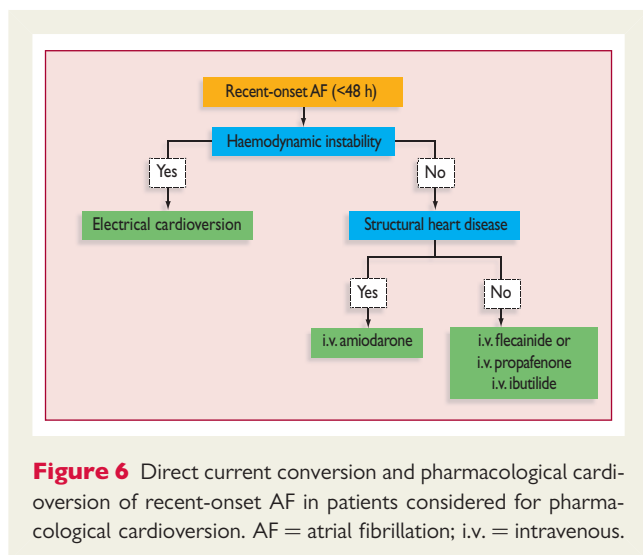 Recent-onset AF (<48 h)
Haemodynamic instability
Yes
No
Electrical cardioversion
Structural heart disease
Yes
No
i.v. amiodarone
i.v. flecainide or
i.v. propafenone
i.v. ibutilide
Figure 6 Direct current conversion and pharmacological cardi-
oversion of recent-onset AF in patients considered for pharma-
cological cardioversion. AF = atrial fibrillation; i.v. = intravenous.